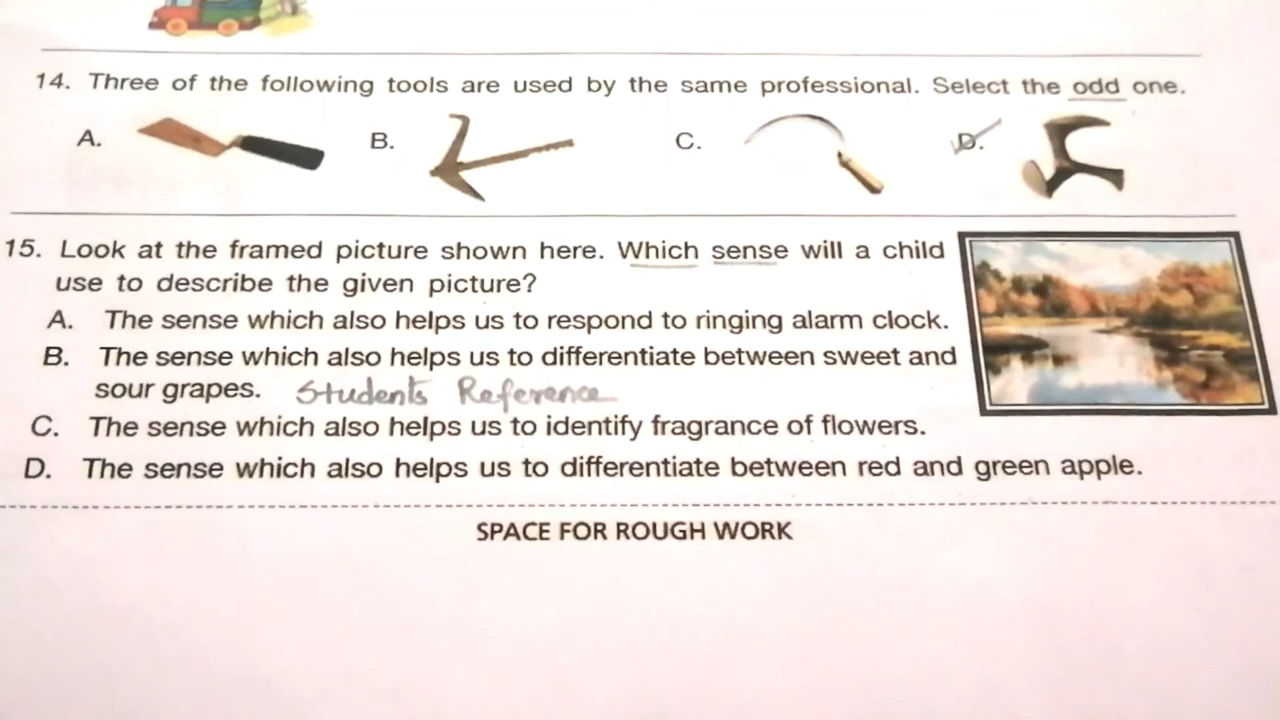 14. Three of the following tools are used by the same professional. Select the odd one.
A. B. C. D.
15. Look at the framed picture shown here. Which sense will a child
use to describe the given picture?
A. The sense which also helps us to respond to ringing alarm clock.
B. The sense which also helps us to differentiate between sweet and
sour grapes. Students Reference
C. The sense which also helps us to identify fragrance of flowers.
D. The sense which also helps us to differentiate between red and green apple.
SPACE FOR ROUGH WORK